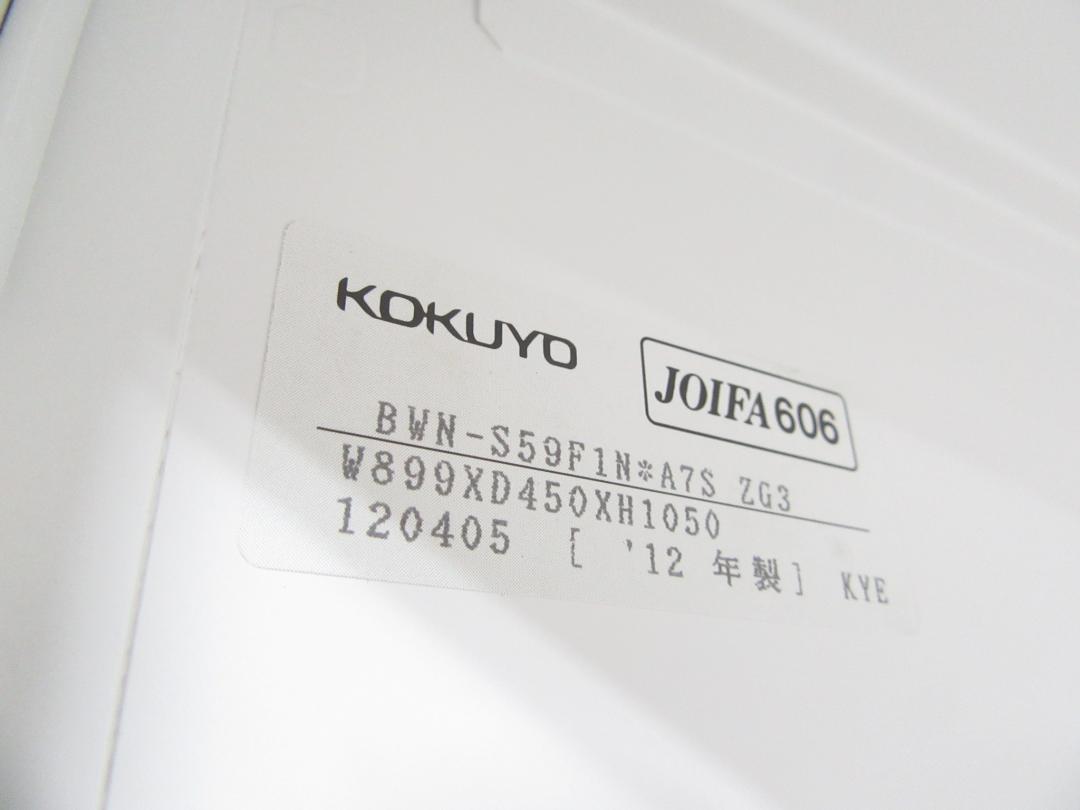 KOKUYO
JOIFA606
BWN-S59F1N*A7S ZG3
W899XD450XH1050
120405 [ '12 年製] KYE